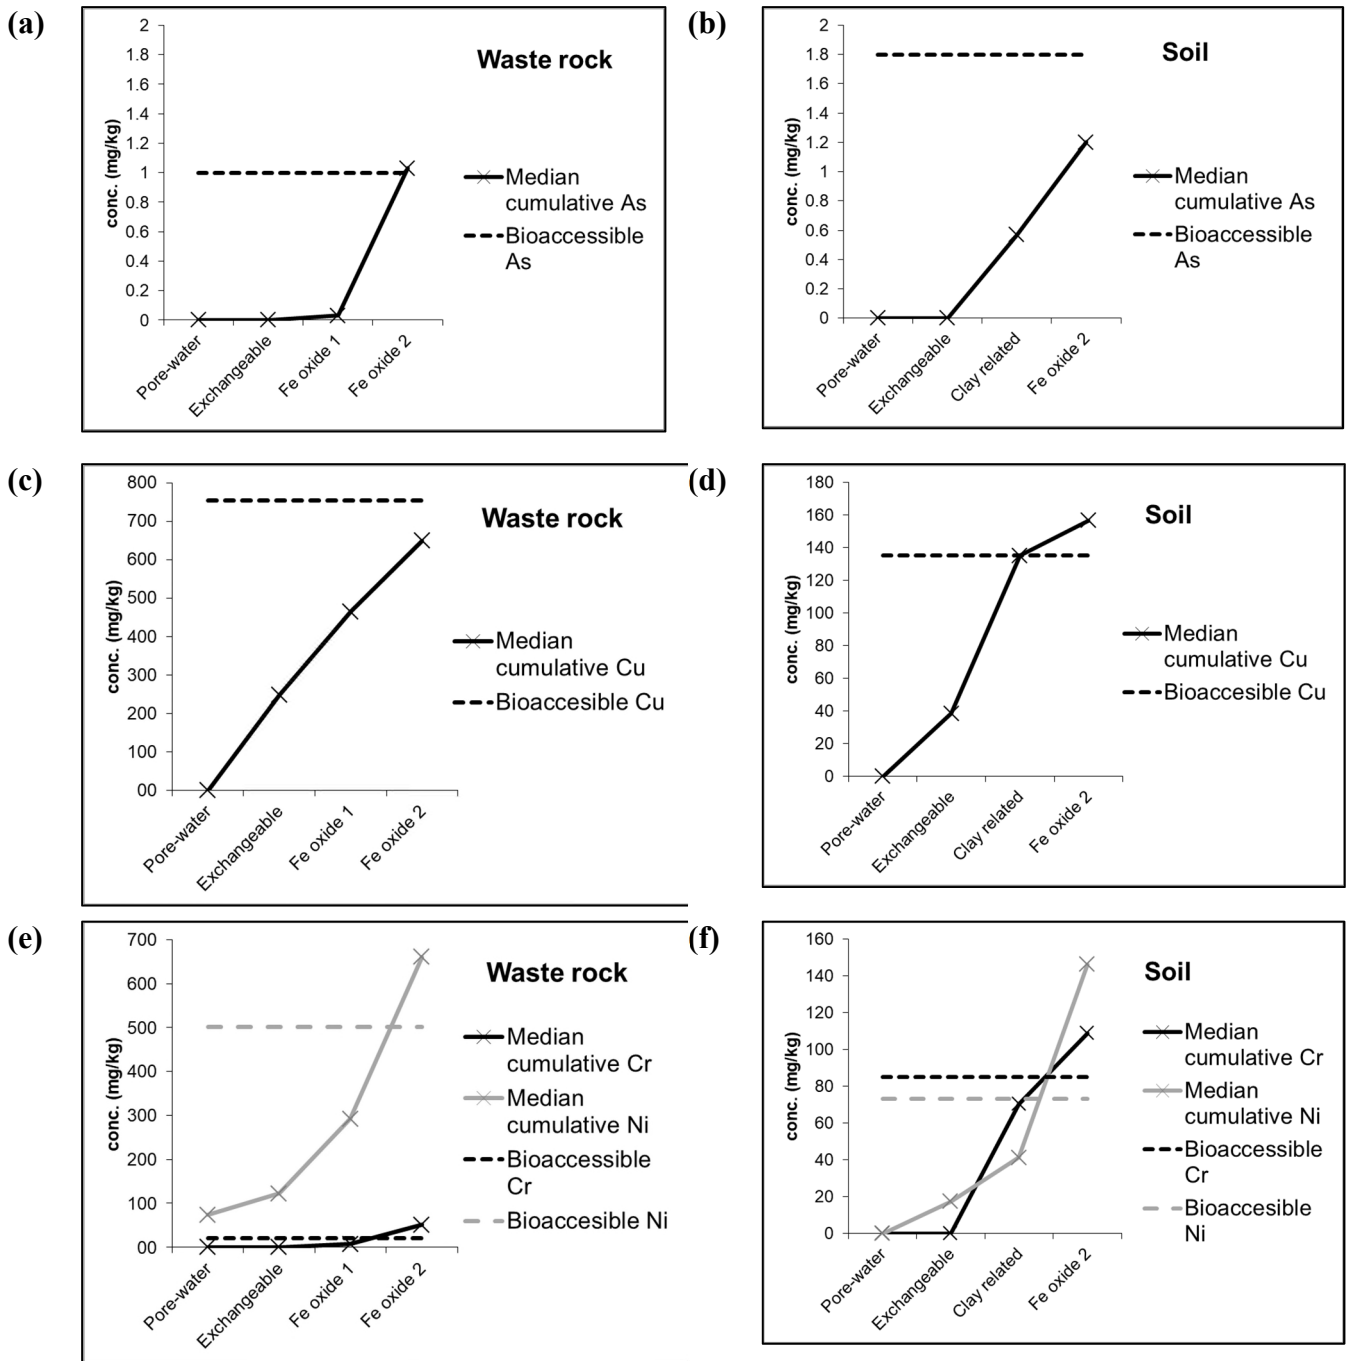 (a)
2
1.8
1.6
1.4
1.2
1
0.8
0.6
0.4
0.2
0
conc. (mg/kg)
Waste rock
Median
cumulative As
Bioaccessible
As
Pore-water
Exchangeable
Fe oxide 1
Fe oxide 2
(b)
2
1.8
1.6
1.4
1.2
1
0.8
0.6
0.4
0.2
0
conc. (mg/kg)
Soil
Median
cumulative As
Bioaccessible
As
Pore-water
Exchangeable
Clay related
Fe oxide 2
(c)
800
700
600
500
400
300
200
100
00
conc. (mg/kg)
Waste rock
Median
cumulative Cu
Bioaccesible Cu
Pore-water
Exchangeable
Fe oxide 1
Fe oxide 2
(d)
180
160
140
120
100
80
60
40
20
0
conc. (mg/kg)
Soil
Median
cumulative Cu
Bioaccesible Cu
Pore-water
Exchangeable
Clay related
Fe oxide 2
(e)
700
600
500
400
300
200
100
00
conc. (mg/kg)
Waste rock
Median
cumulative Cr
Median
cumulative Ni
Bioaccessible
Cr
Bioaccesible Ni
Pore-water
Exchangeable
Fe oxide 1
Fe oxide 2
(f)
160
140
120
100
80
60
40
20
0
conc. (mg/kg)
Soil
Median
cumulative Cr
Median
cumulative Ni
Bioaccessible
Cr
Bioaccesible
Ni
Pore-water
Exchangeable
Clay related
Fe oxide 2